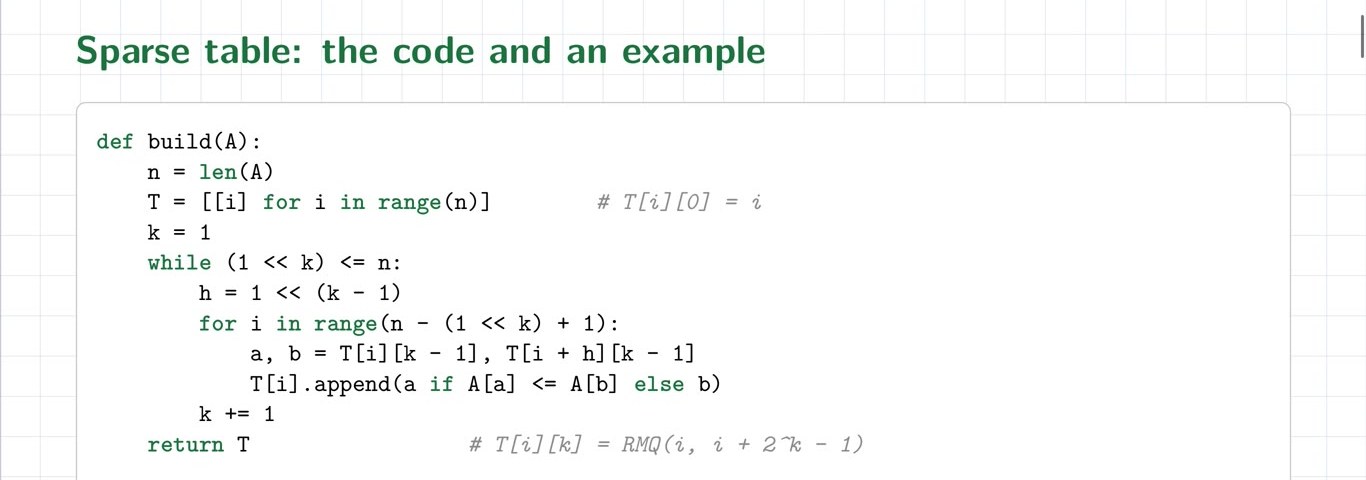 Sparse table: the code and an example
def build(A):
    n = len(A)
    T = [[i] for i in range(n)]        # T[i][0] = i
    k = 1
    while (1 << k) <= n:
        h = 1 << (k - 1)
        for i in range(n - (1 << k) + 1):
            a, b = T[i][k - 1], T[i + h][k - 1]
            T[i].append(a if A[a] <= A[b] else b)
        k += 1
    return T                 # T[i][k] = RMQ(i, i + 2^k - 1)